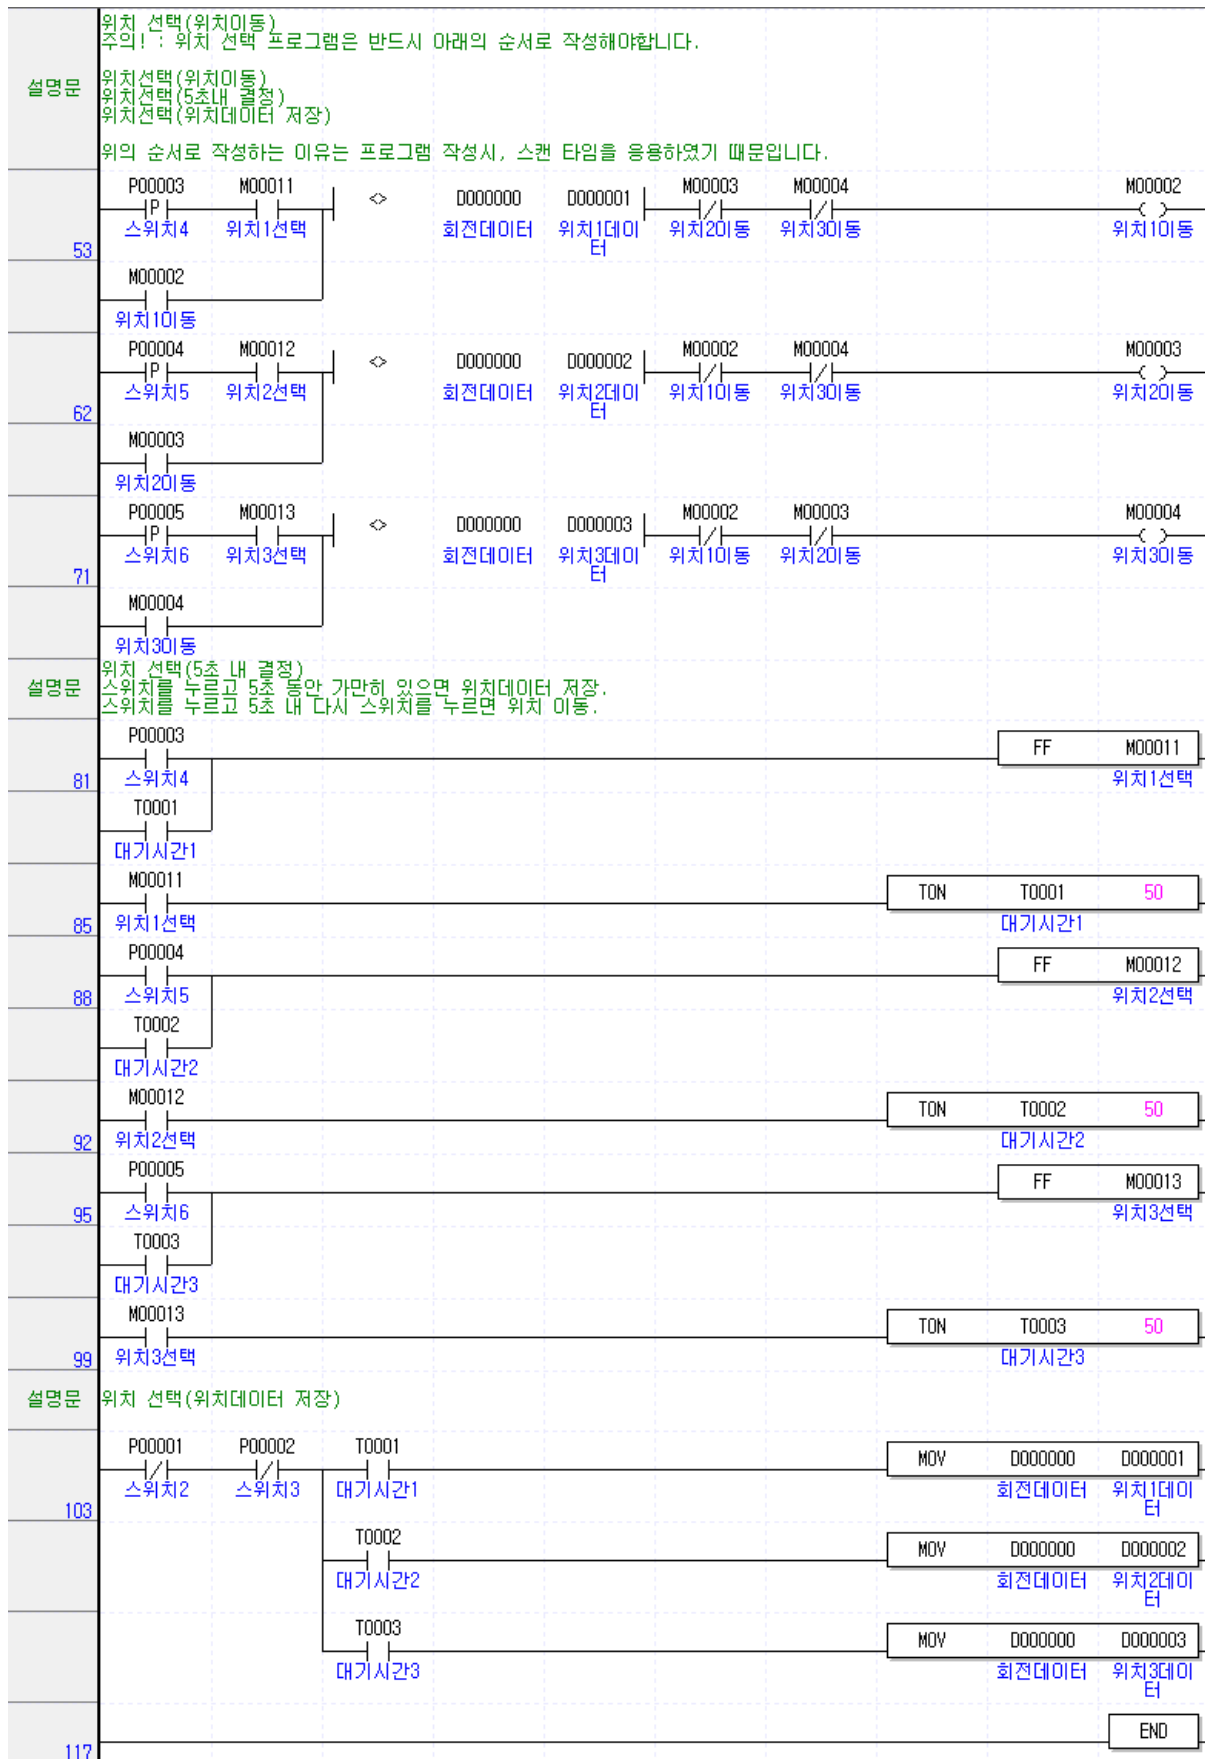 위치 선택(위치이동)
주의! : 위치 선택 프로그램은 반드시 아래의 순서로 작성해야합니다.
설명문
위치선택(위치이동)
위치선택(5초내 결정)
위치선택(위치데이터 저장)
위의 순서로 작성하는 이유는 프로그램 작성시, 스캔 타임을 응용하였기 때문입니다.
P00003 M00011 <> D000000 D000001 M00003 M00004 M00002
P
스위치4 위치1선택 회전데이터 위치1데이터 위치2이동 위치3이동 위치1이동
53
M00002
위치1이동
P00004 M00012 <> D000000 D000002 M00002 M00004 M00003
P
스위치5 위치2선택 회전데이터 위치2데이터 위치1이동 위치3이동 위치2이동
62
M00003
위치2이동
P00005 M00013 <> D000000 D000003 M00002 M00003 M00004
P
스위치6 위치3선택 회전데이터 위치3데이터 위치1이동 위치2이동 위치3이동
71
M00004
위치3이동
위치 선택(5초 내 결정)
설명문 스위치를 누르고 5초 동안 가만히 있으면 위치데이터 저장.
스위치를 누르고 5초 내 다시 스위치를 누르면 위치 이동.
P00003 FF M00011
81 스위치4 위치1선택
T0001
대기시간1
M00011 TON T0001 50
85 위치1선택 대기시간1
P00004 FF M00012
88 스위치5 위치2선택
T0002
대기시간2
M00012 TON T0002 50
92 위치2선택 대기시간2
P00005 FF M00013
95 스위치6 위치3선택
T0003
대기시간3
M00013 TON T0003 50
99 위치3선택 대기시간3
설명문 위치 선택(위치데이터 저장)
P00001 P00002 T0001 MOV D000000 D000001
스위치2 스위치3 대기시간1 회전데이터 위치1데이터
103
T0002 MOV D000000 D000002
대기시간2 회전데이터 위치2데이터
T0003 MOV D000000 D000003
대기시간3 회전데이터 위치3데이터
END
117